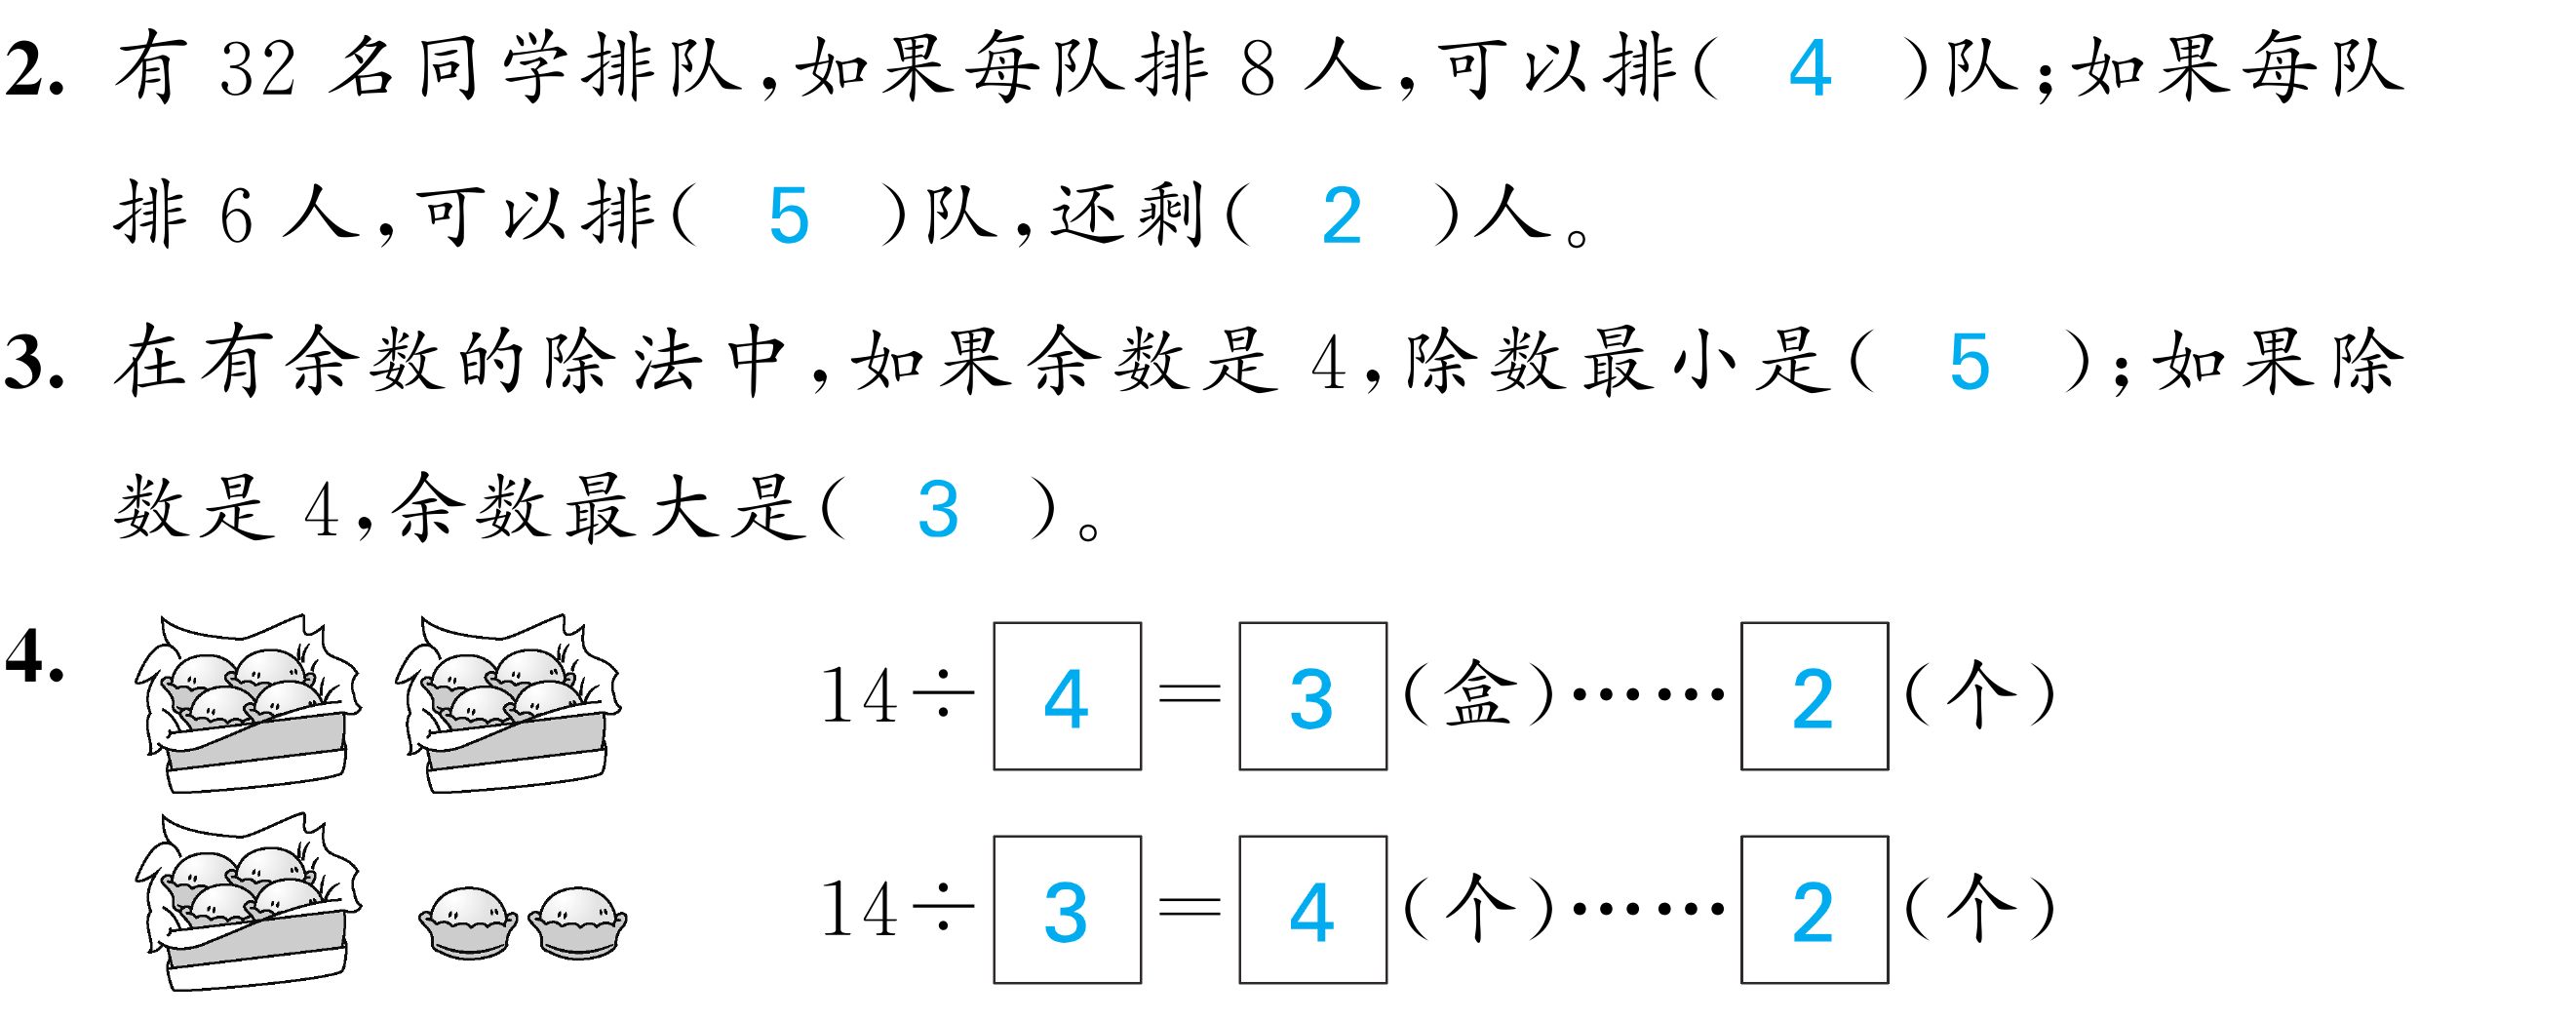 2. 有 32 名同学排队,如果每队排 8 人,可以排( 4 )队;如果每队
排 6 人,可以排( 5 )队,还剩( 2 )人。
3. 在有余数的除法中,如果余数是 4,除数最小是( 5 );如果除
数是 4,余数最大是( 3 )。
4. 14÷4=3(盒)……2(个)
14÷3=4(个)……2(个)